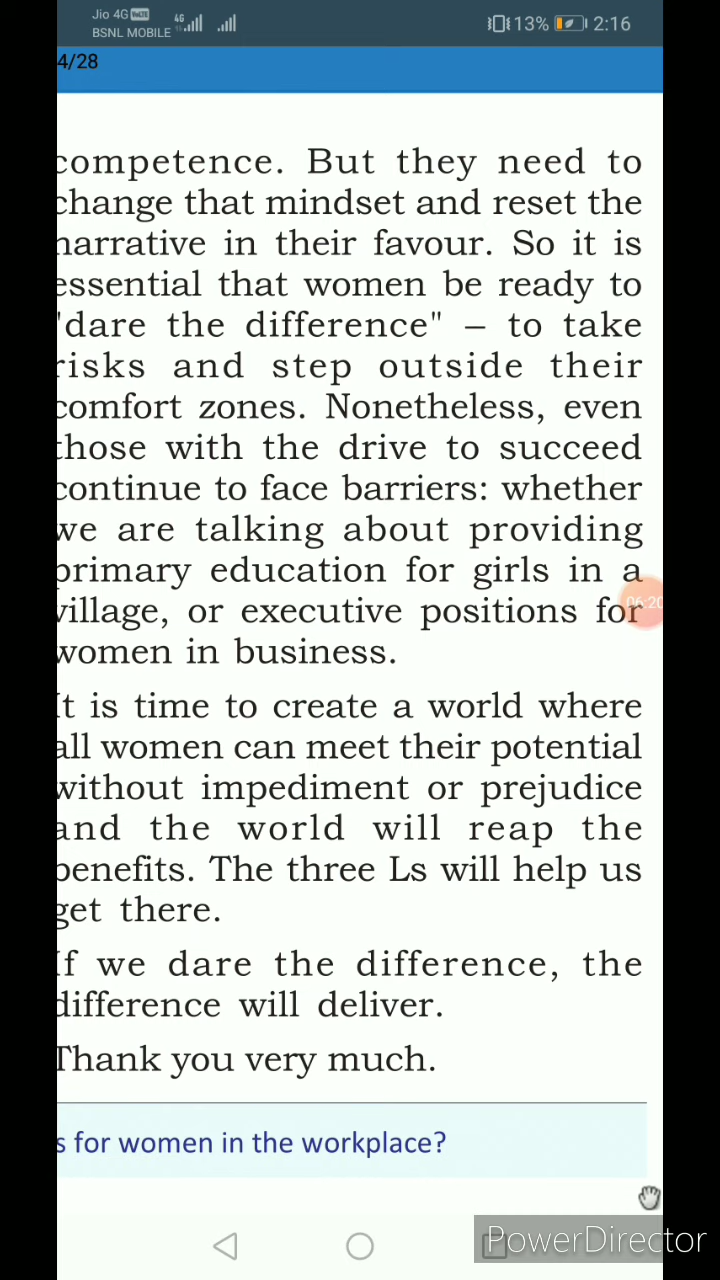 Jio 4G VoLTE
BSNL MOBILE
4G
13%
2:16
4/28
competence. But they need to
change that mindset and reset the
narrative in their favour. So it is
essential that women be ready to
"dare the difference" – to take
risks and step outside their
comfort zones. Nonetheless, even
those with the drive to succeed
continue to face barriers: whether
we are talking about providing
primary education for girls in a
village, or executive positions for
06:20
women in business.
It is time to create a world where
all women can meet their potential
without impediment or prejudice
and the world will reap the
benefits. The three Ls will help us
get there.
If we dare the difference, the
difference will deliver.
Thank you very much.
s for women in the workplace?
PowerDirector